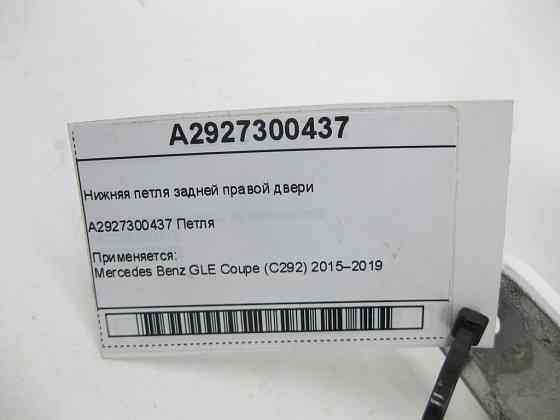 A2927300437
Нижняя петля задней правой двери
A2927300437 Петля
Применяется:
Mercedes Benz GLE Coupe (C292) 2015–2019